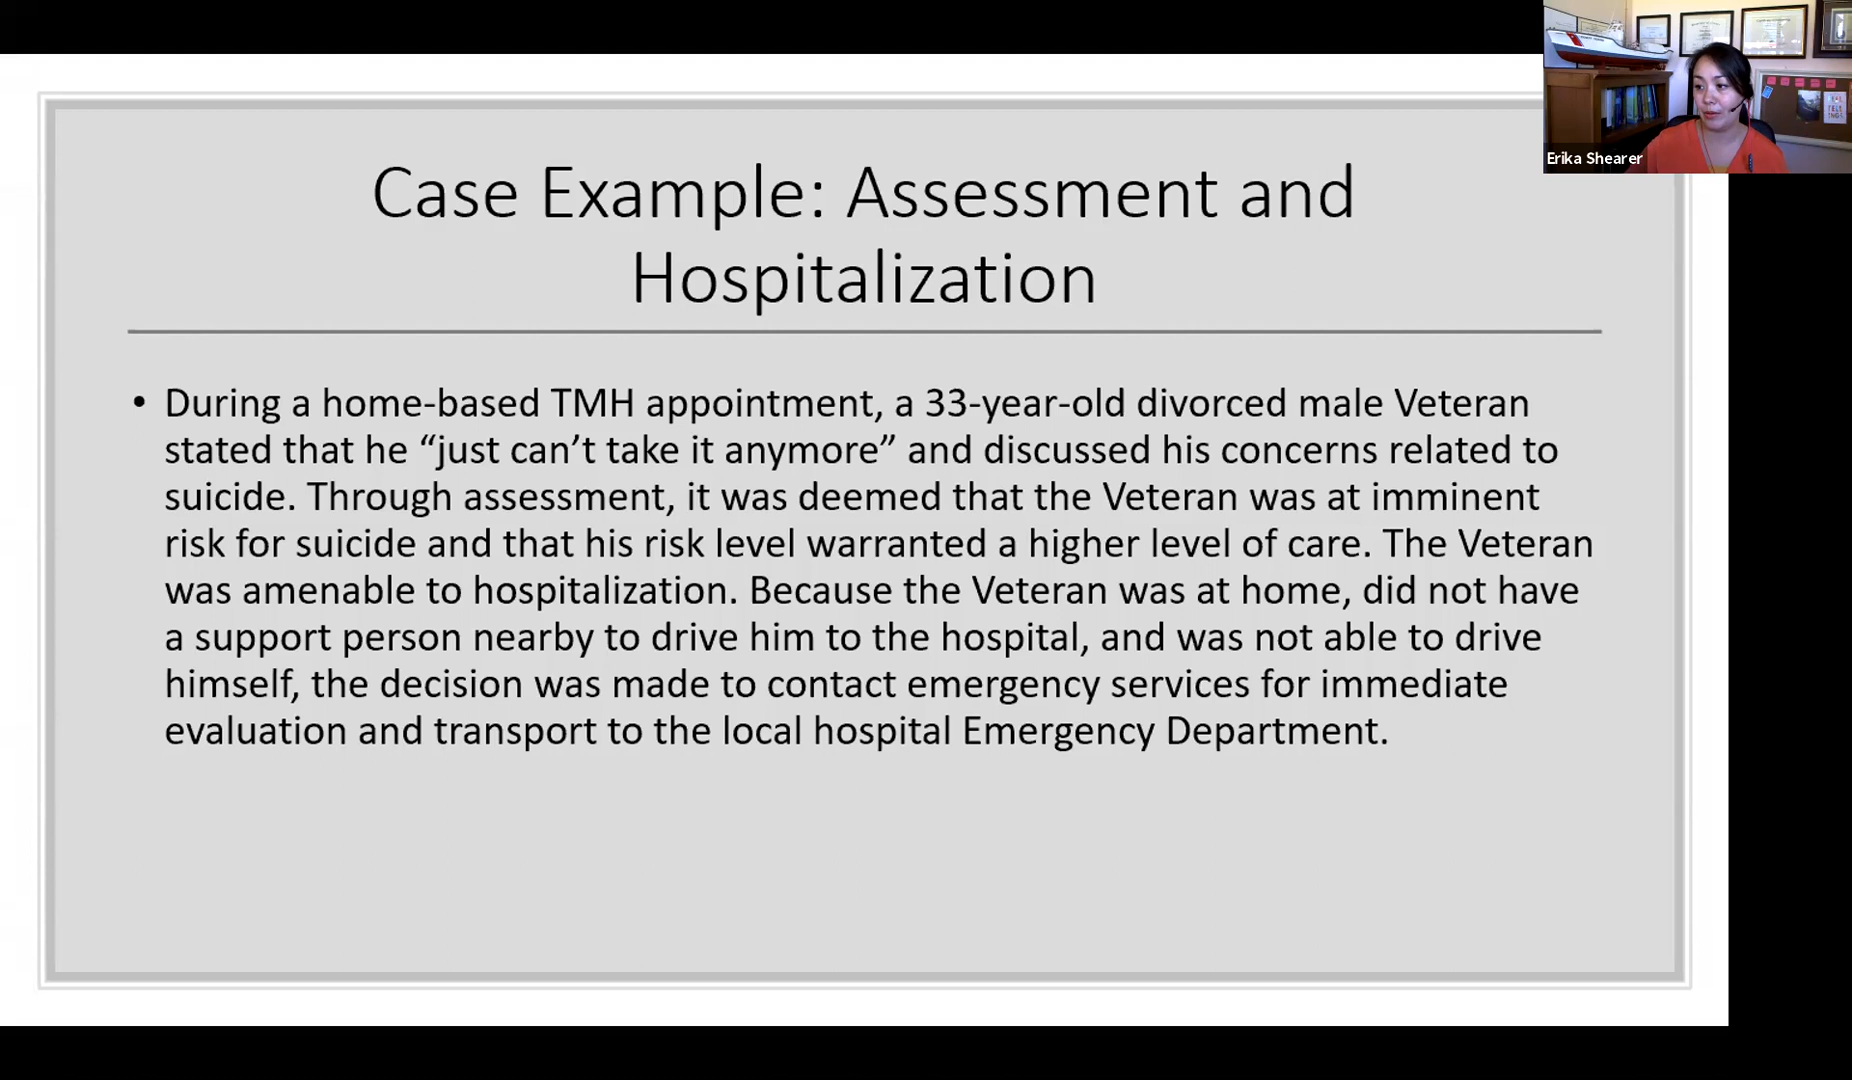 Case Example: Assessment and
Hospitalization
• During a home-based TMH appointment, a 33-year-old divorced male Veteran
stated that he “just can’t take it anymore” and discussed his concerns related to
suicide. Through assessment, it was deemed that the Veteran was at imminent
risk for suicide and that his risk level warranted a higher level of care. The Veteran
was amenable to hospitalization. Because the Veteran was at home, did not have
a support person nearby to drive him to the hospital, and was not able to drive
himself, the decision was made to contact emergency services for immediate
evaluation and transport to the local hospital Emergency Department.
Erika Shearer